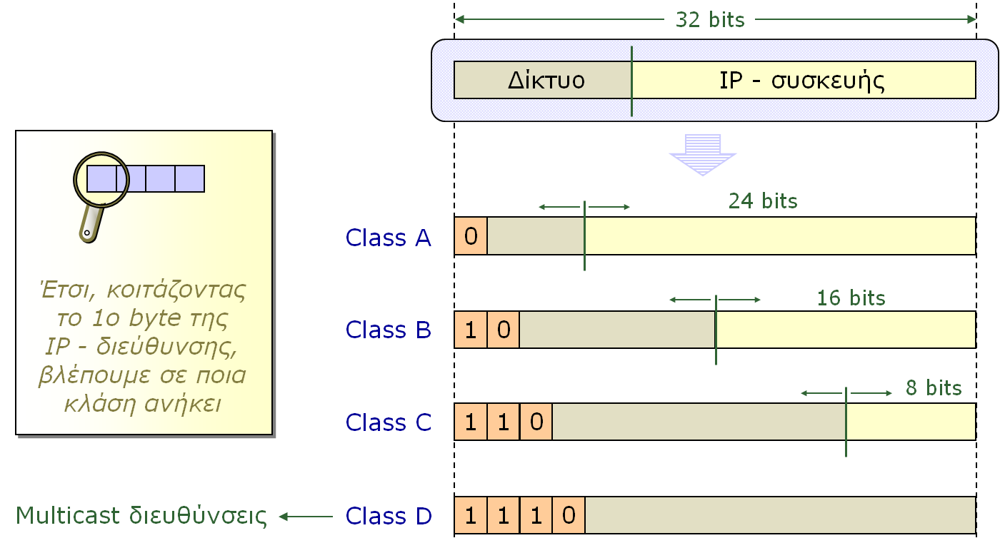 32 bits
Δίκτυο
IP - συσκευής
24 bits
Class A
0
16 bits
Class B
1 0
8 bits
Class C
1 1 0
Class D
1 1 1 0
Multicast διευθύνσεις
Έτσι, κοιτάζοντας
το 1ο byte της
IP - διεύθυνσης,
βλέπουμε σε ποια
κλάση ανήκει